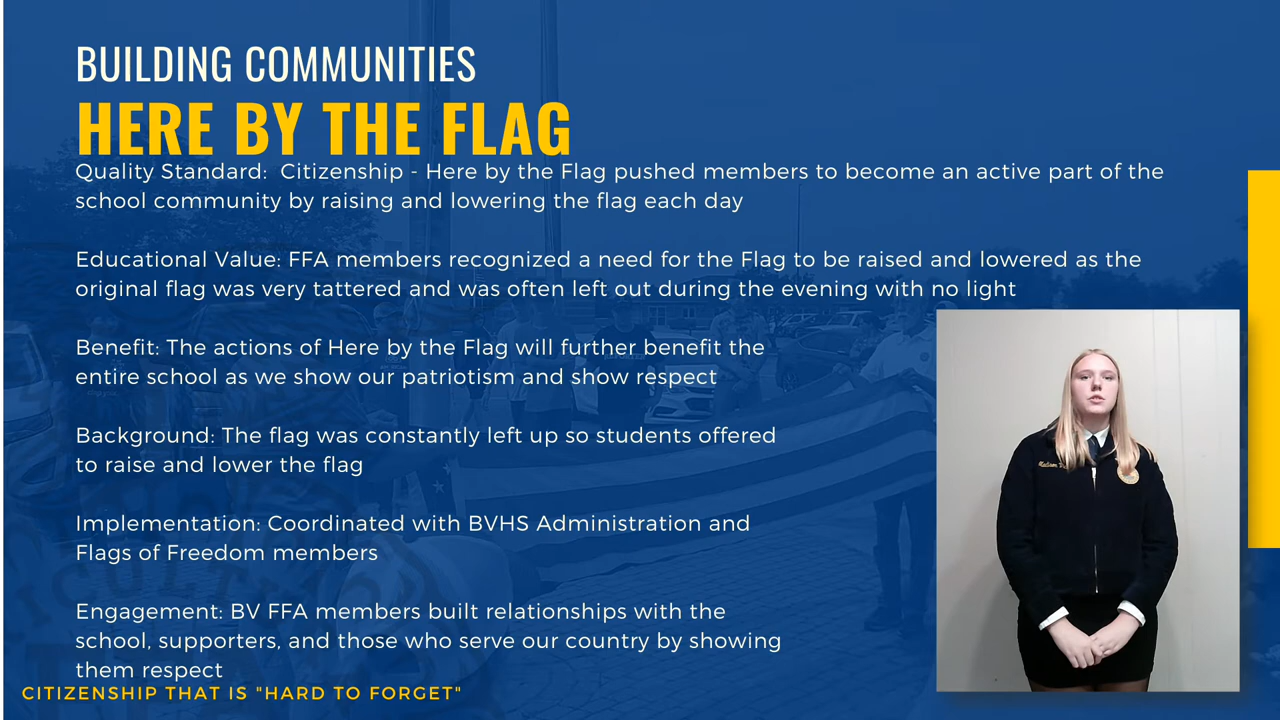 BUILDING COMMUNITIES
HERE BY THE FLAG
Quality Standard:  Citizenship - Here by the Flag pushed members to become an active part of the
school community by raising and lowering the flag each day
Educational Value: FFA members recognized a need for the Flag to be raised and lowered as the
original flag was very tattered and was often left out during the evening with no light
Benefit: The actions of Here by the Flag will further benefit the
entire school as we show our patriotism and show respect
Background: The flag was constantly left up so students offered
to raise and lower the flag
Implementation: Coordinated with BVHS Administration and
Flags of Freedom members
Engagement: BV FFA members built relationships with the
school, supporters, and those who serve our country by showing
them respect
CITIZENSHIP THAT IS "HARD TO FORGET"